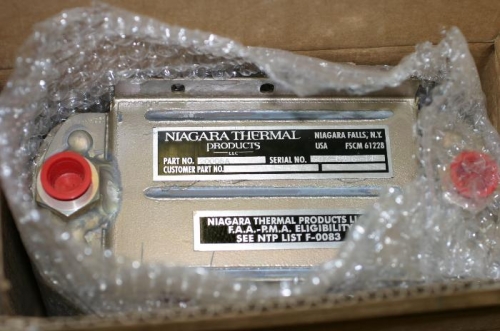 NIAGARA THERMAL
PRODUCTS
LLC
NIAGARA FALLS, N.Y.
USA FSCM 61228
PART NO. SERIAL NO.
CUSTOMER PART NO.
NIAGARA THERMAL PRODUCTS
F.A.A.-P.M.A. ELIGIBILITY
SEE NTP LIST F-0083